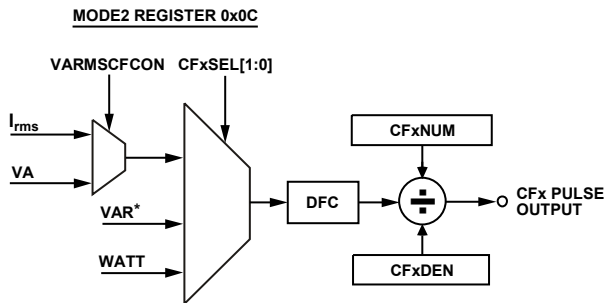 MODE2 REGISTER 0x0C
VARMSCFCON CFxSEL[1:0]
Irms
VA
VAR*
WATT
DFC
CFxNUM
÷
CFx PULSE
OUTPUT
CFxDEN